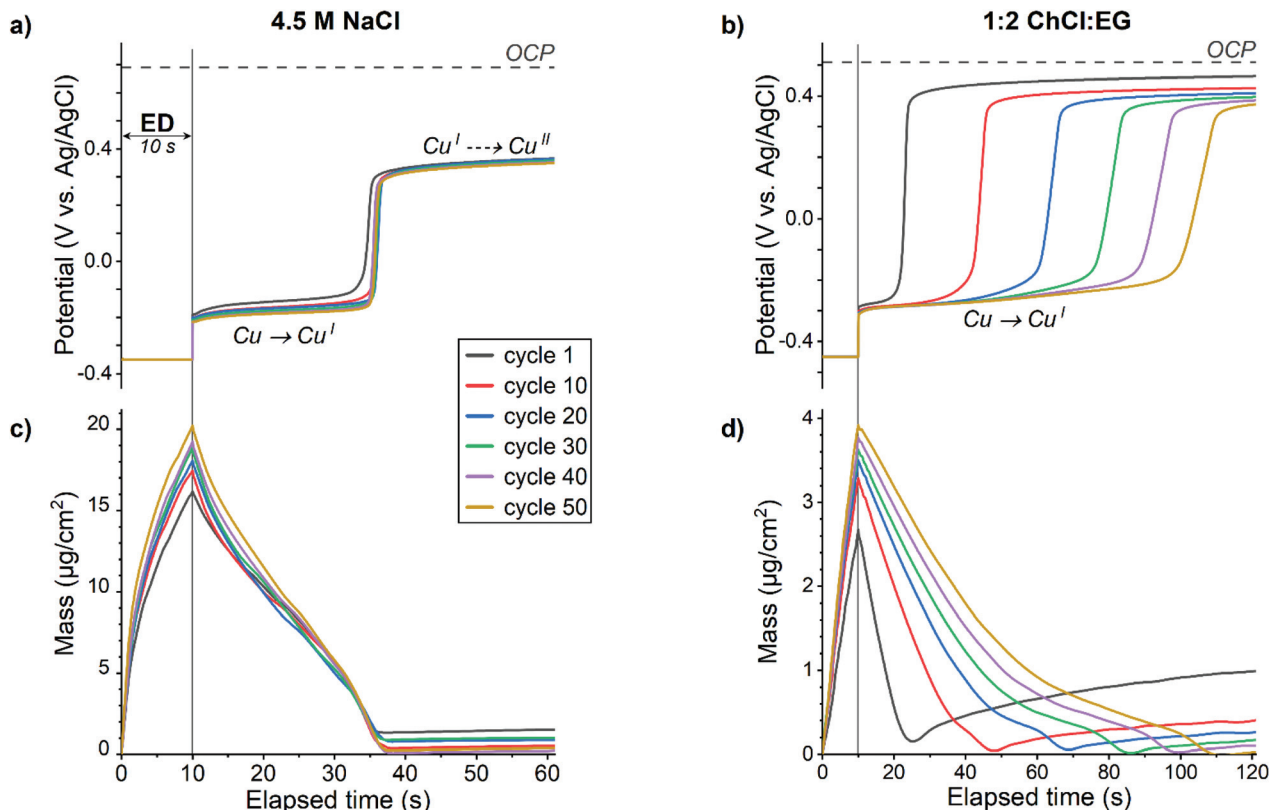 4.5 M NaCl
1:2 ChCl:EG
a)
b)
OCP
OCP
ED
10 s
Cu^I ---→ Cu^II
Cu → Cu^I
Cu → Cu^I
Potential (V vs. Ag/AgCl)
0.4
0.0
-0.4
Potential (V vs. Ag/AgCl)
0.4
0.0
-0.4
cycle 1
cycle 10
cycle 20
cycle 30
cycle 40
cycle 50
c)
d)
Mass (µg/cm²)
20
15
10
5
0
0 10 20 30 40 50 60
Elapsed time (s)
Mass (µg/cm²)
4
3
2
1
0
0 20 40 60 80 100 120
Elapsed time (s)